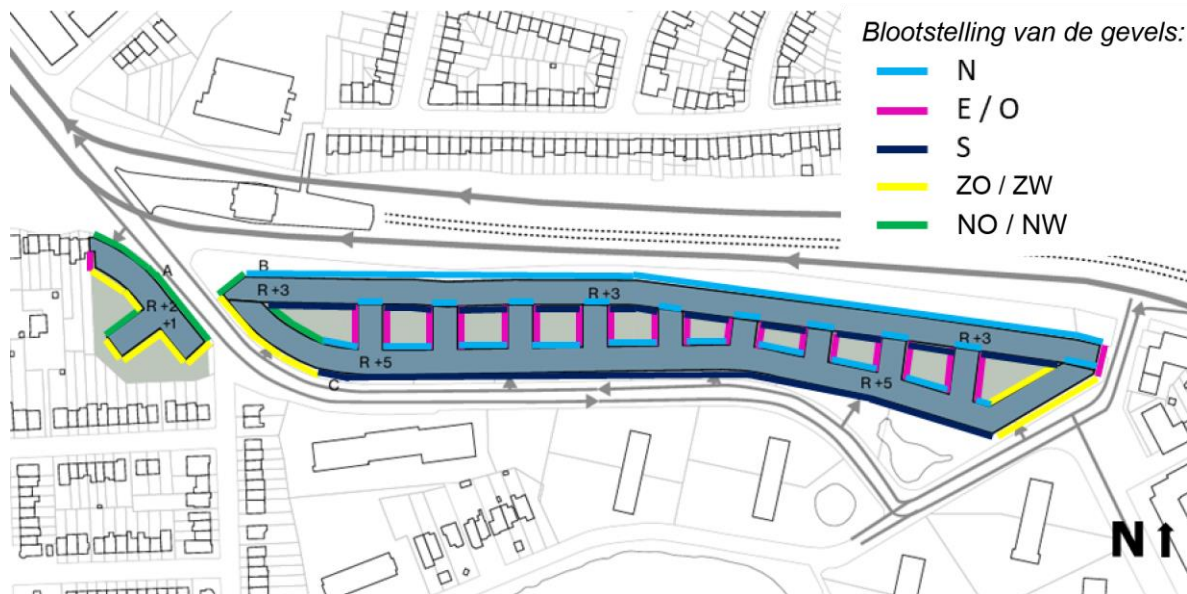 Blootstelling van de gevels:
N
E / O
S
ZO / ZW
NO / NW
A
B
R +3
R +3
R +2
+1
R +3
R +5
C
R +5
N